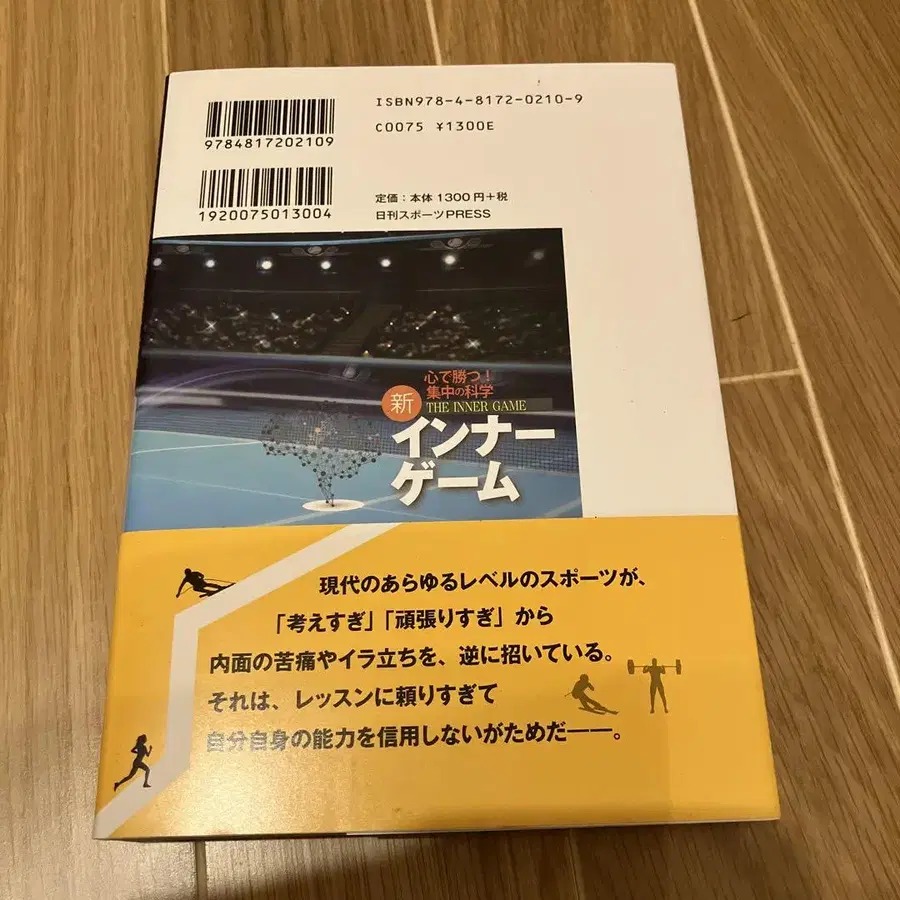 ISBN978-4-8172-0210-9
C0075 ¥1300E
9784817202109
1920075013004
定価：本体1300円+税
日刊スポーツPRESS
心で勝つ！
集中の科学
新
THE INNER GAME
インナー
ゲーム
現代のあらゆるレベルのスポーツが、
「考えすぎ」「頑張りすぎ」から
内面の苦痛やイラ立ちを、逆に招いている。
それは、レッスンに頼りすぎて
自分自身の能力を信用しないがためだ――。